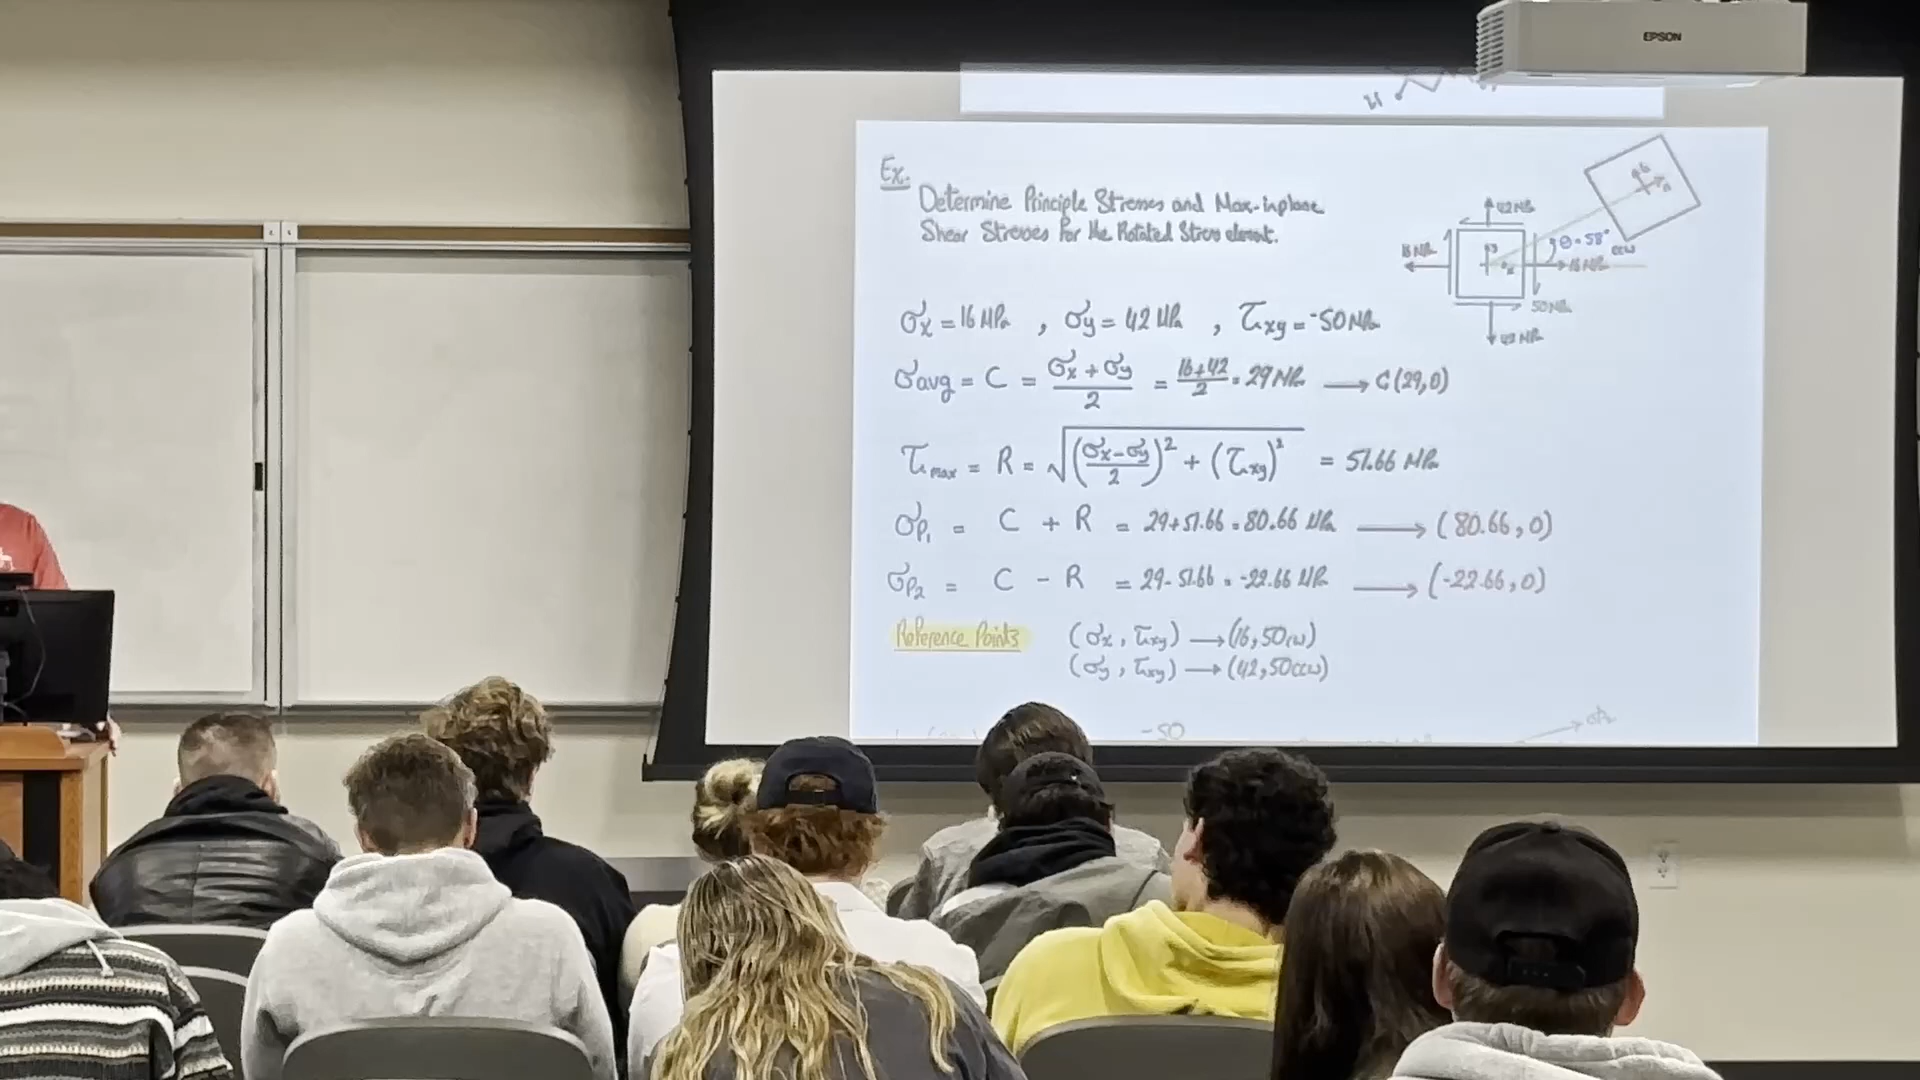 EPSON
Ex.
Determine Principle Stresses and Max-inplane
Shear Stresses for the Rotated Stress element.
42 MPa
16 MPa
θ = 58° ccw
16 MPa
50 MPa
42 MPa
σx = 16 MPa , σy = 42 MPa , τxy = -50 MPa
σavg = C = (σx + σy)/2 = (16+42)/2 = 29 MPa → C(29,0)
τmax = R = √(((σx-σy)/2)² + (τxy)²) = 51.66 MPa
σP1 = C + R = 29+51.66 = 80.66 MPa → (80.66, 0)
σP2 = C - R = 29-51.66 = -22.66 MPa → (-22.66, 0)
Reference Points (σx, τxy) → (16, 50cw)
(σy, τxy) → (42, 50ccw)
-50